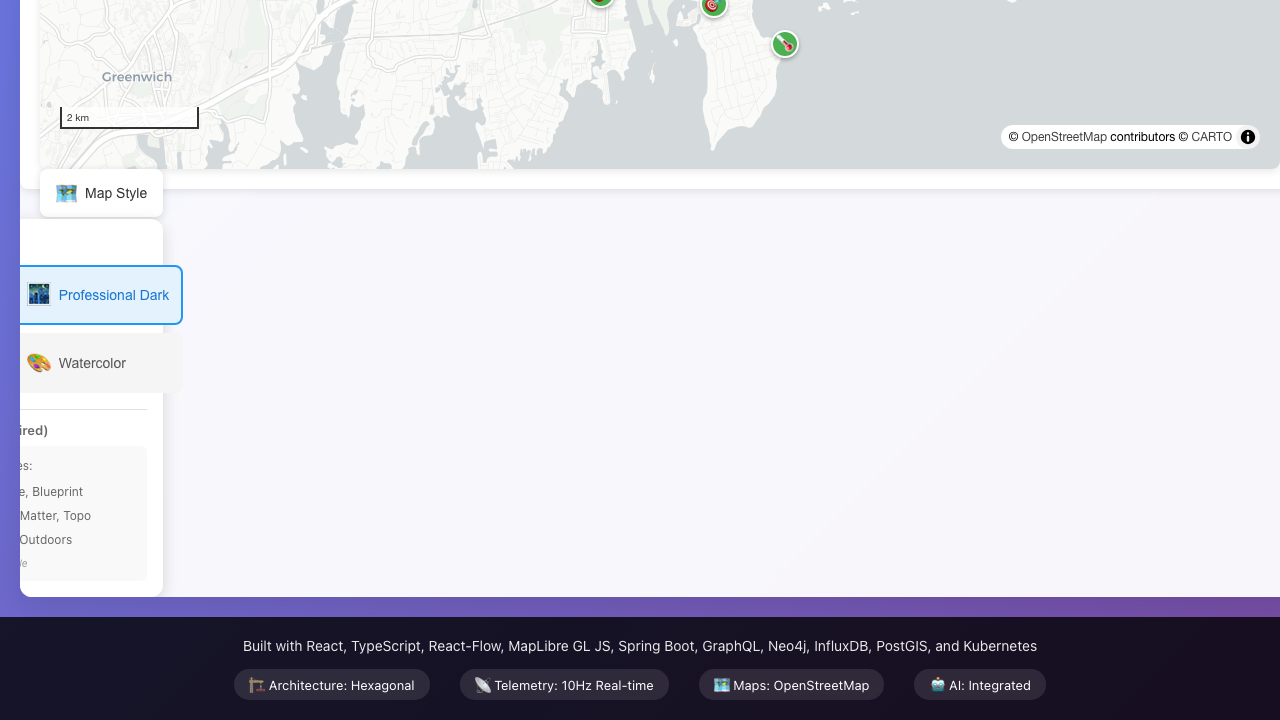 Greenwich
2 km
© OpenStreetMap contributors © CARTO
Map Style
Professional Dark
Watercolor
ired)
es:
e, Blueprint
Matter, Topo
Outdoors
le
Built with React, TypeScript, React-Flow, MapLibre GL JS, Spring Boot, GraphQL, Neo4j, InfluxDB, PostGIS, and Kubernetes
Architecture: Hexagonal
Telemetry: 10Hz Real-time
Maps: OpenStreetMap
AI: Integrated